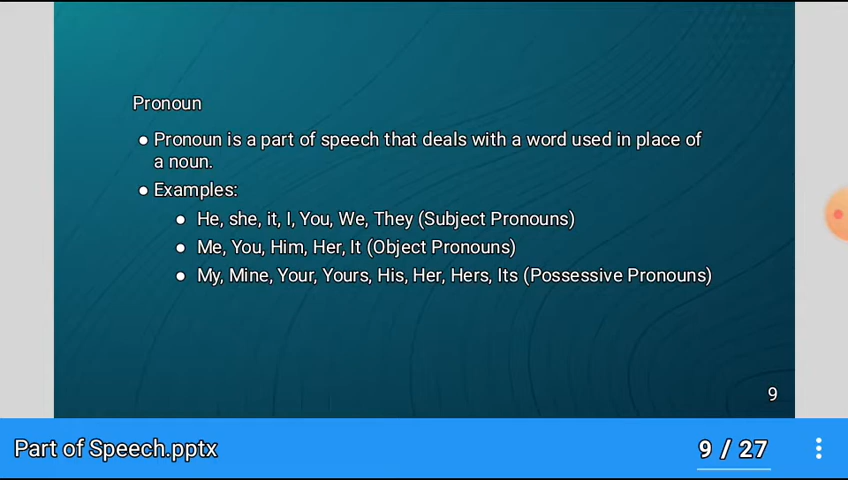 Pronoun
● Pronoun is a part of speech that deals with a word used in place of
a noun.
● Examples:
● He, she, it, I, You, We, They (Subject Pronouns)
● Me, You, Him, Her, It (Object Pronouns)
● My, Mine, Your, Yours, His, Her, Hers, Its (Possessive Pronouns)
9
Part of Speech.pptx
9 / 27